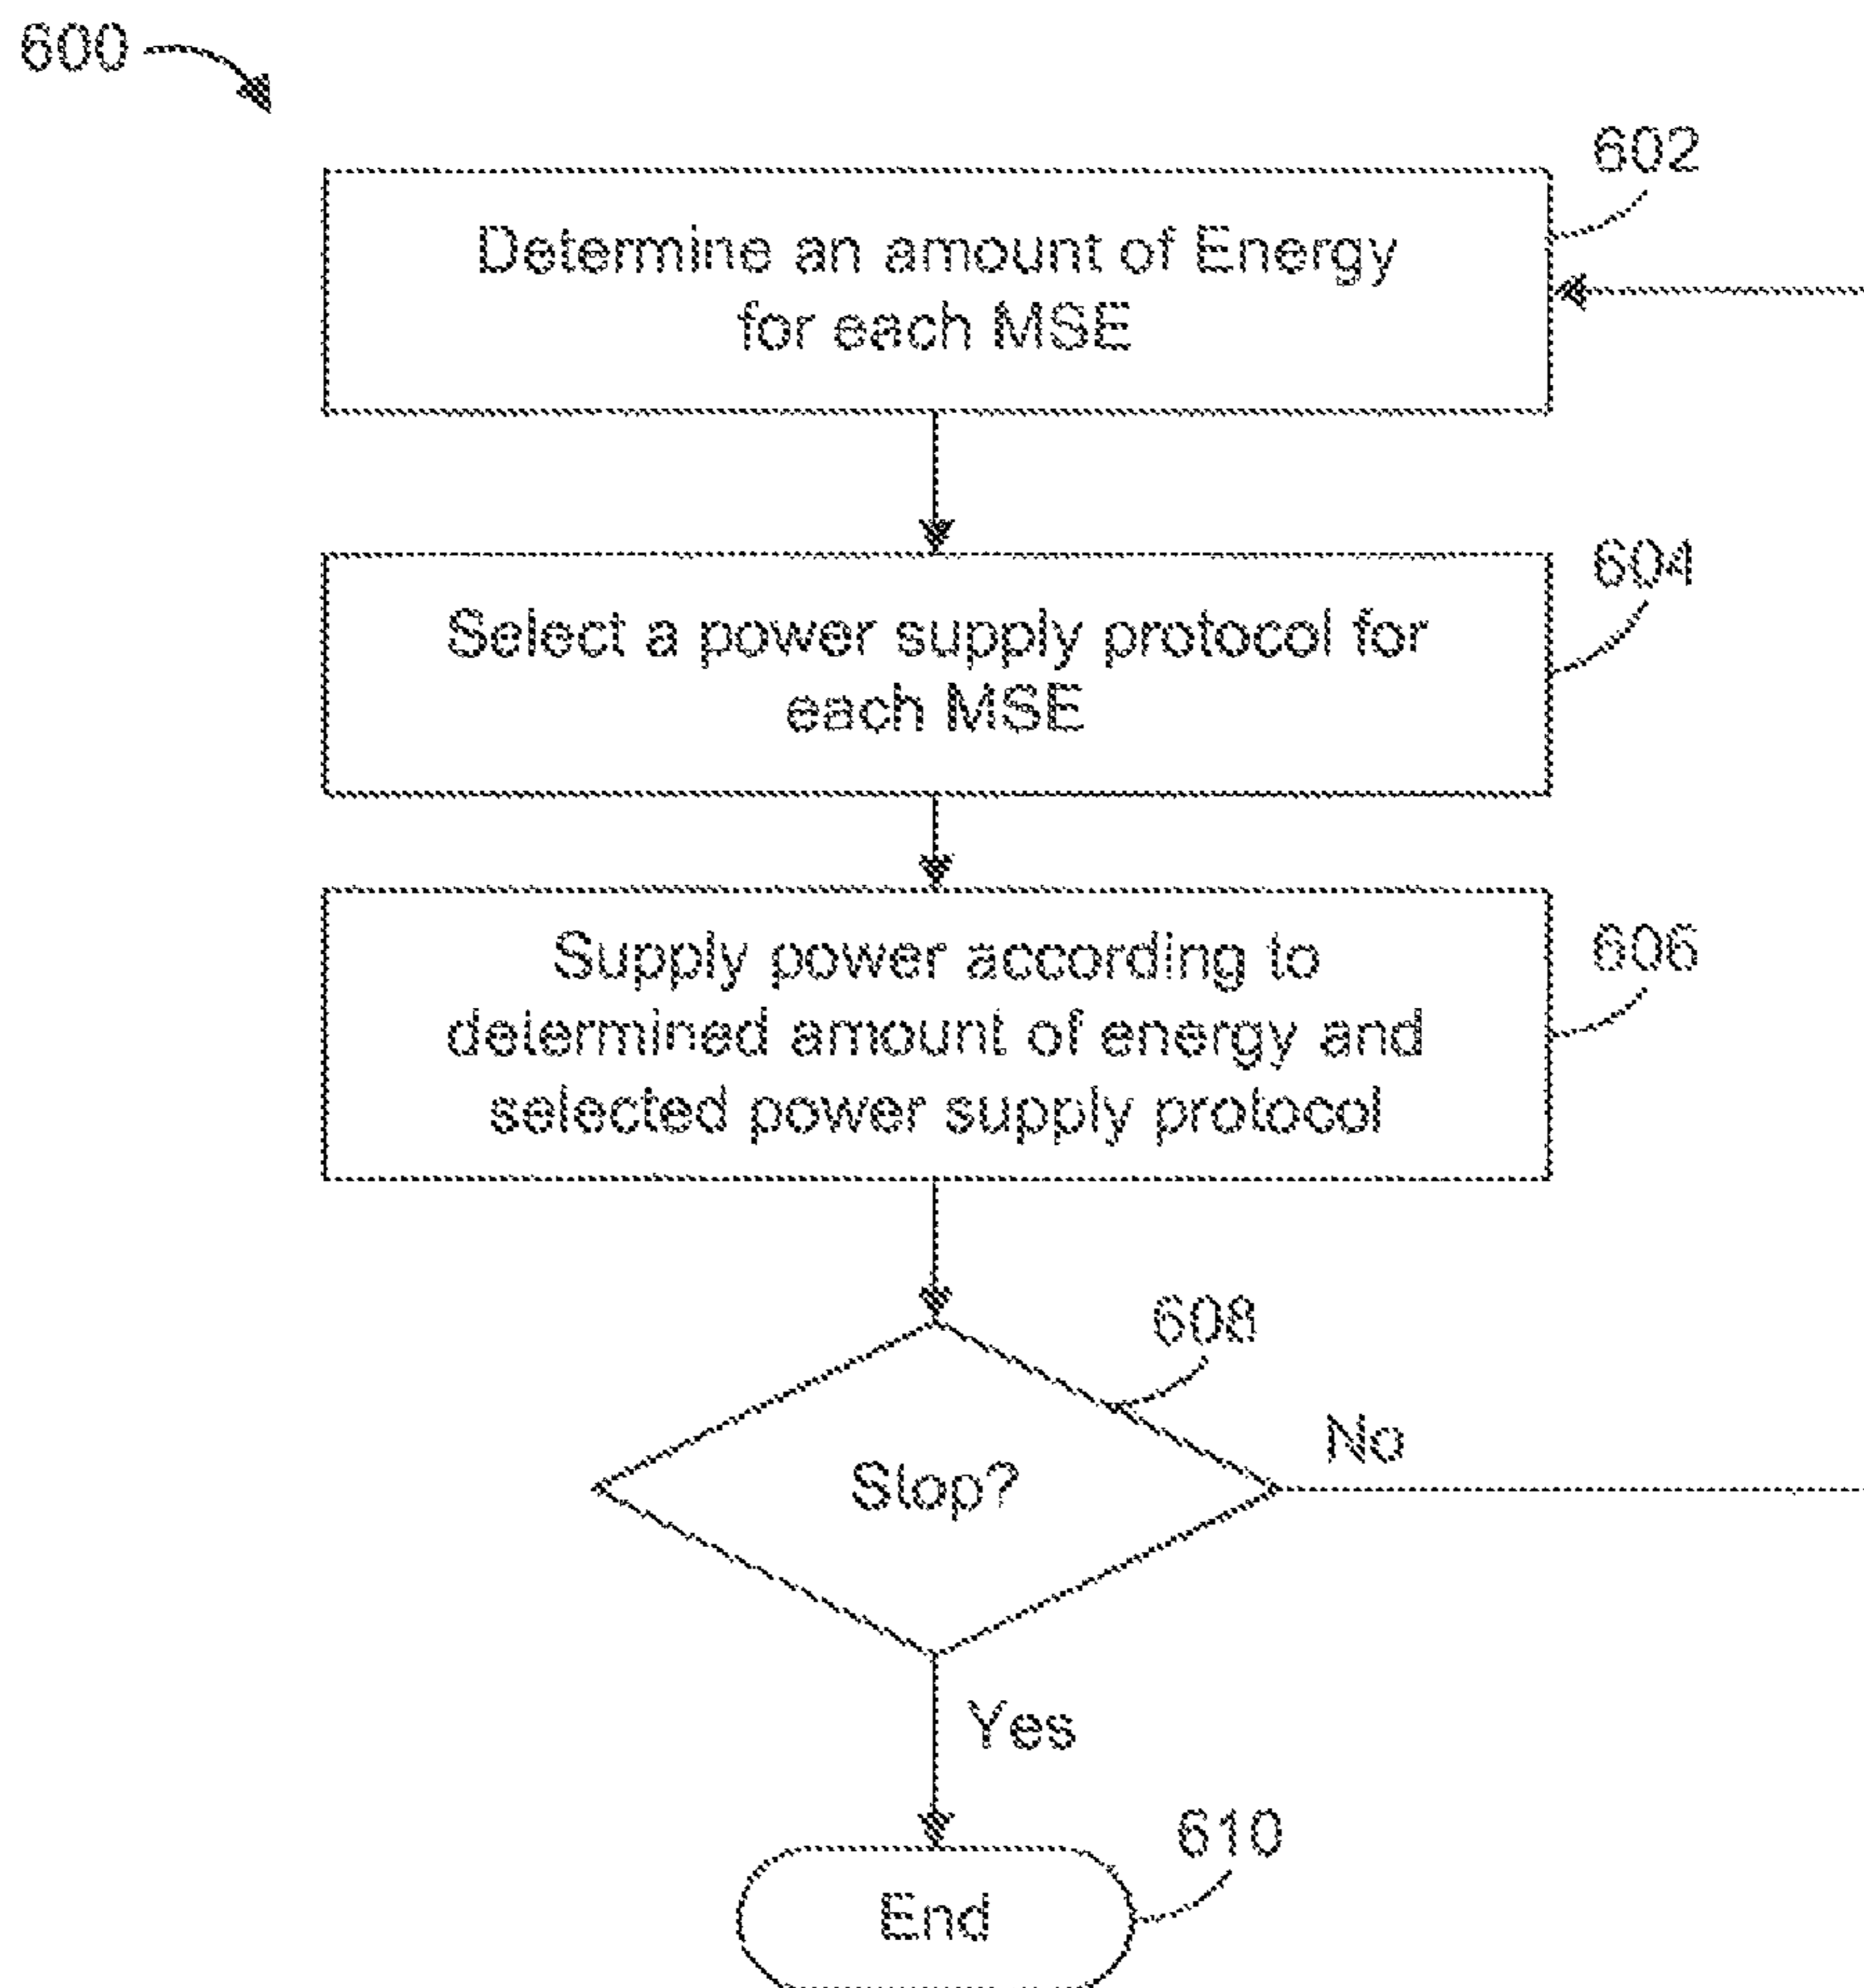 600
602
Determine an amount of Energy
for each MSE
604
Select a power supply protocol for
each MSE
606
Supply power according to
determined amount of energy and
selected power supply protocol
608
Stop?
No
Yes
610
End